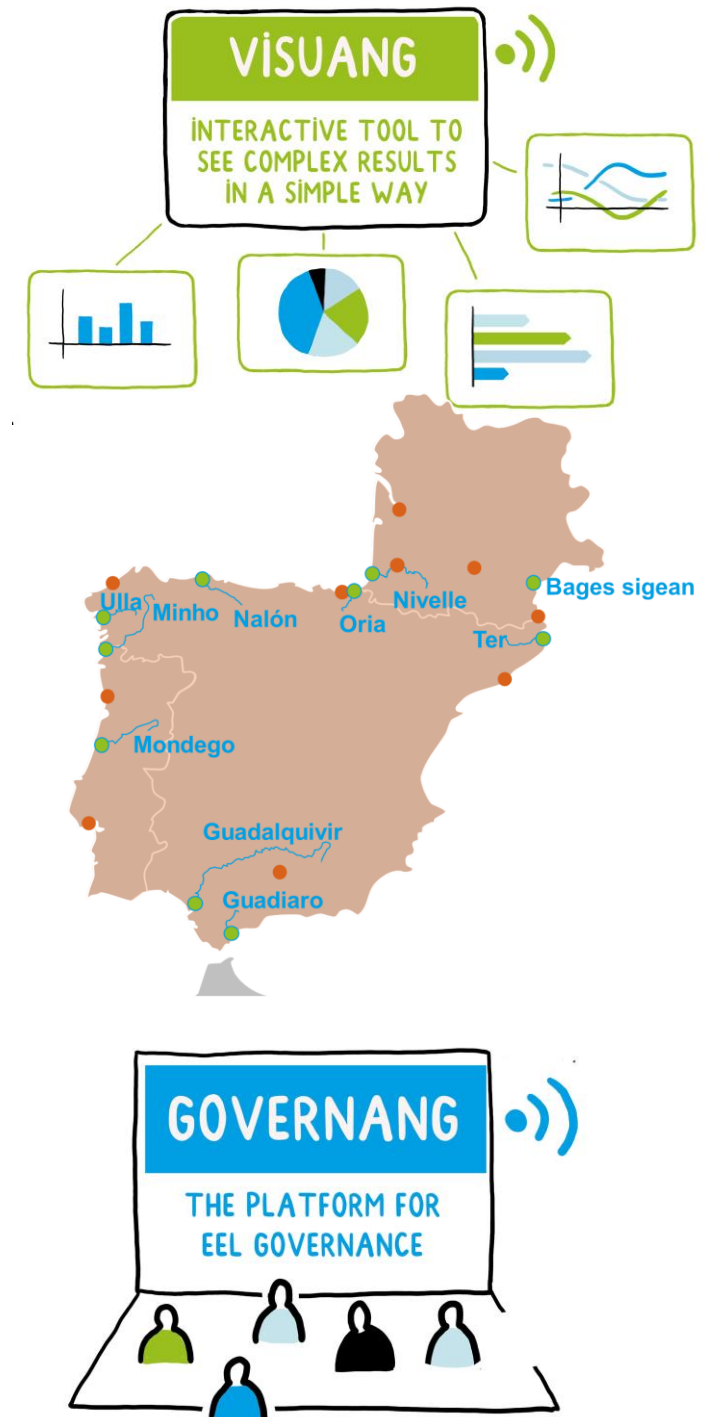 VISUANG
INTERACTIVE TOOL TO
SEE COMPLEX RESULTS
IN A SIMPLE WAY
Ulla
Minho
Nalón
Oria
Nivelle
Bages sigean
Ter
Mondego
Guadalquivir
Guadiaro
GOVERNANG
THE PLATFORM FOR
EEL GOVERNANCE